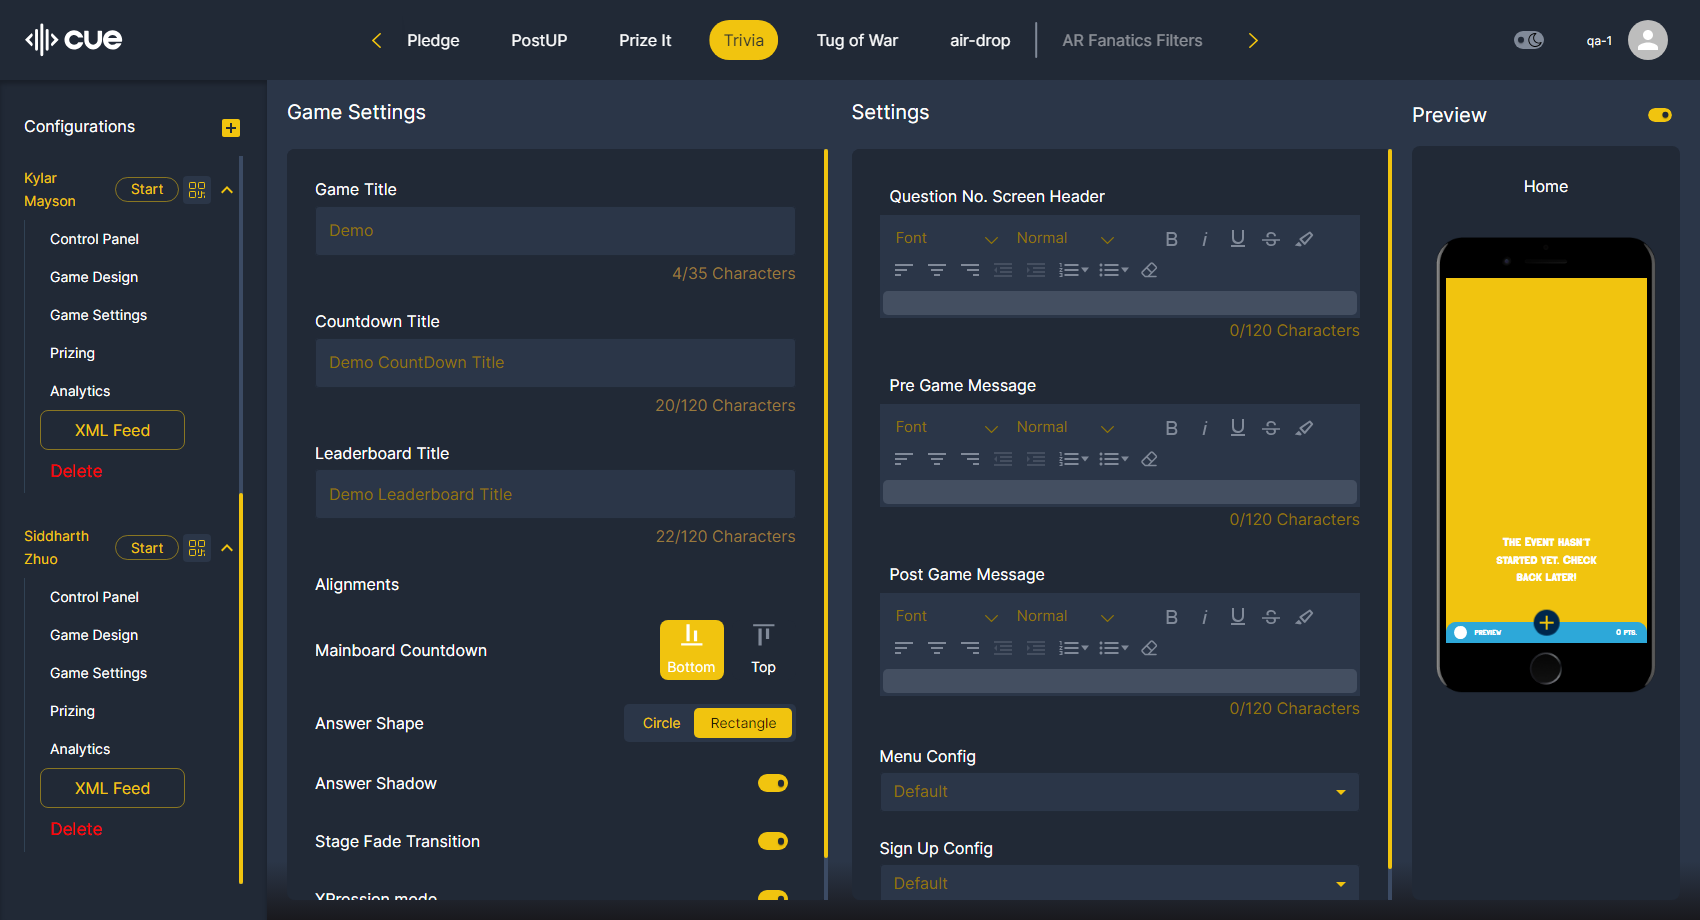 cue
Pledge
PostUP
Prize It
Trivia
Tug of War
air-drop
AR Fanatics Filters
qa-1
Configurations
Kylar
Mayson
Start
Control Panel
Game Design
Game Settings
Prizing
Analytics
XML Feed
Delete
Siddharth
Zhuo
Start
Control Panel
Game Design
Game Settings
Prizing
Analytics
XML Feed
Delete
Game Settings
Game Title
Demo
4/35 Characters
Countdown Title
Demo CountDown Title
20/120 Characters
Leaderboard Title
Demo Leaderboard Title
22/120 Characters
Alignments
Mainboard Countdown
Bottom
Top
Answer Shape
Circle
Rectangle
Answer Shadow
Stage Fade Transition
XPression mode
Settings
Question No. Screen Header
Font
Normal
0/120 Characters
Pre Game Message
Font
Normal
0/120 Characters
Post Game Message
Font
Normal
0/120 Characters
Menu Config
Default
Sign Up Config
Default
Preview
Home
The Event hasn't
started yet. Check
back later!
PREVIEW
0 PTS.